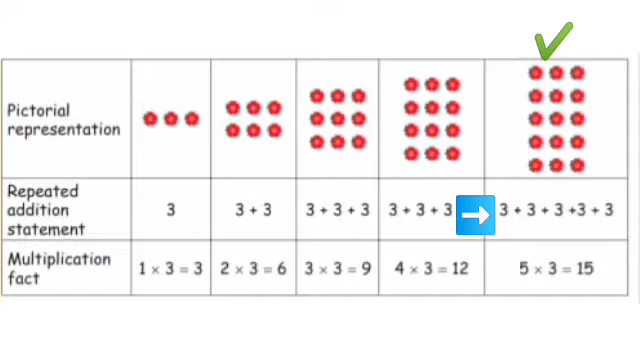 Pictorial
representation
Repeated
addition
statement
3
3 + 3
3 + 3 + 3
3 + 3 + 3
3 + 3 + 3 +3 + 3
Multiplication
fact
1 × 3 = 3
2 × 3 = 6
3 × 3 = 9
4 × 3 = 12
5 × 3 = 15